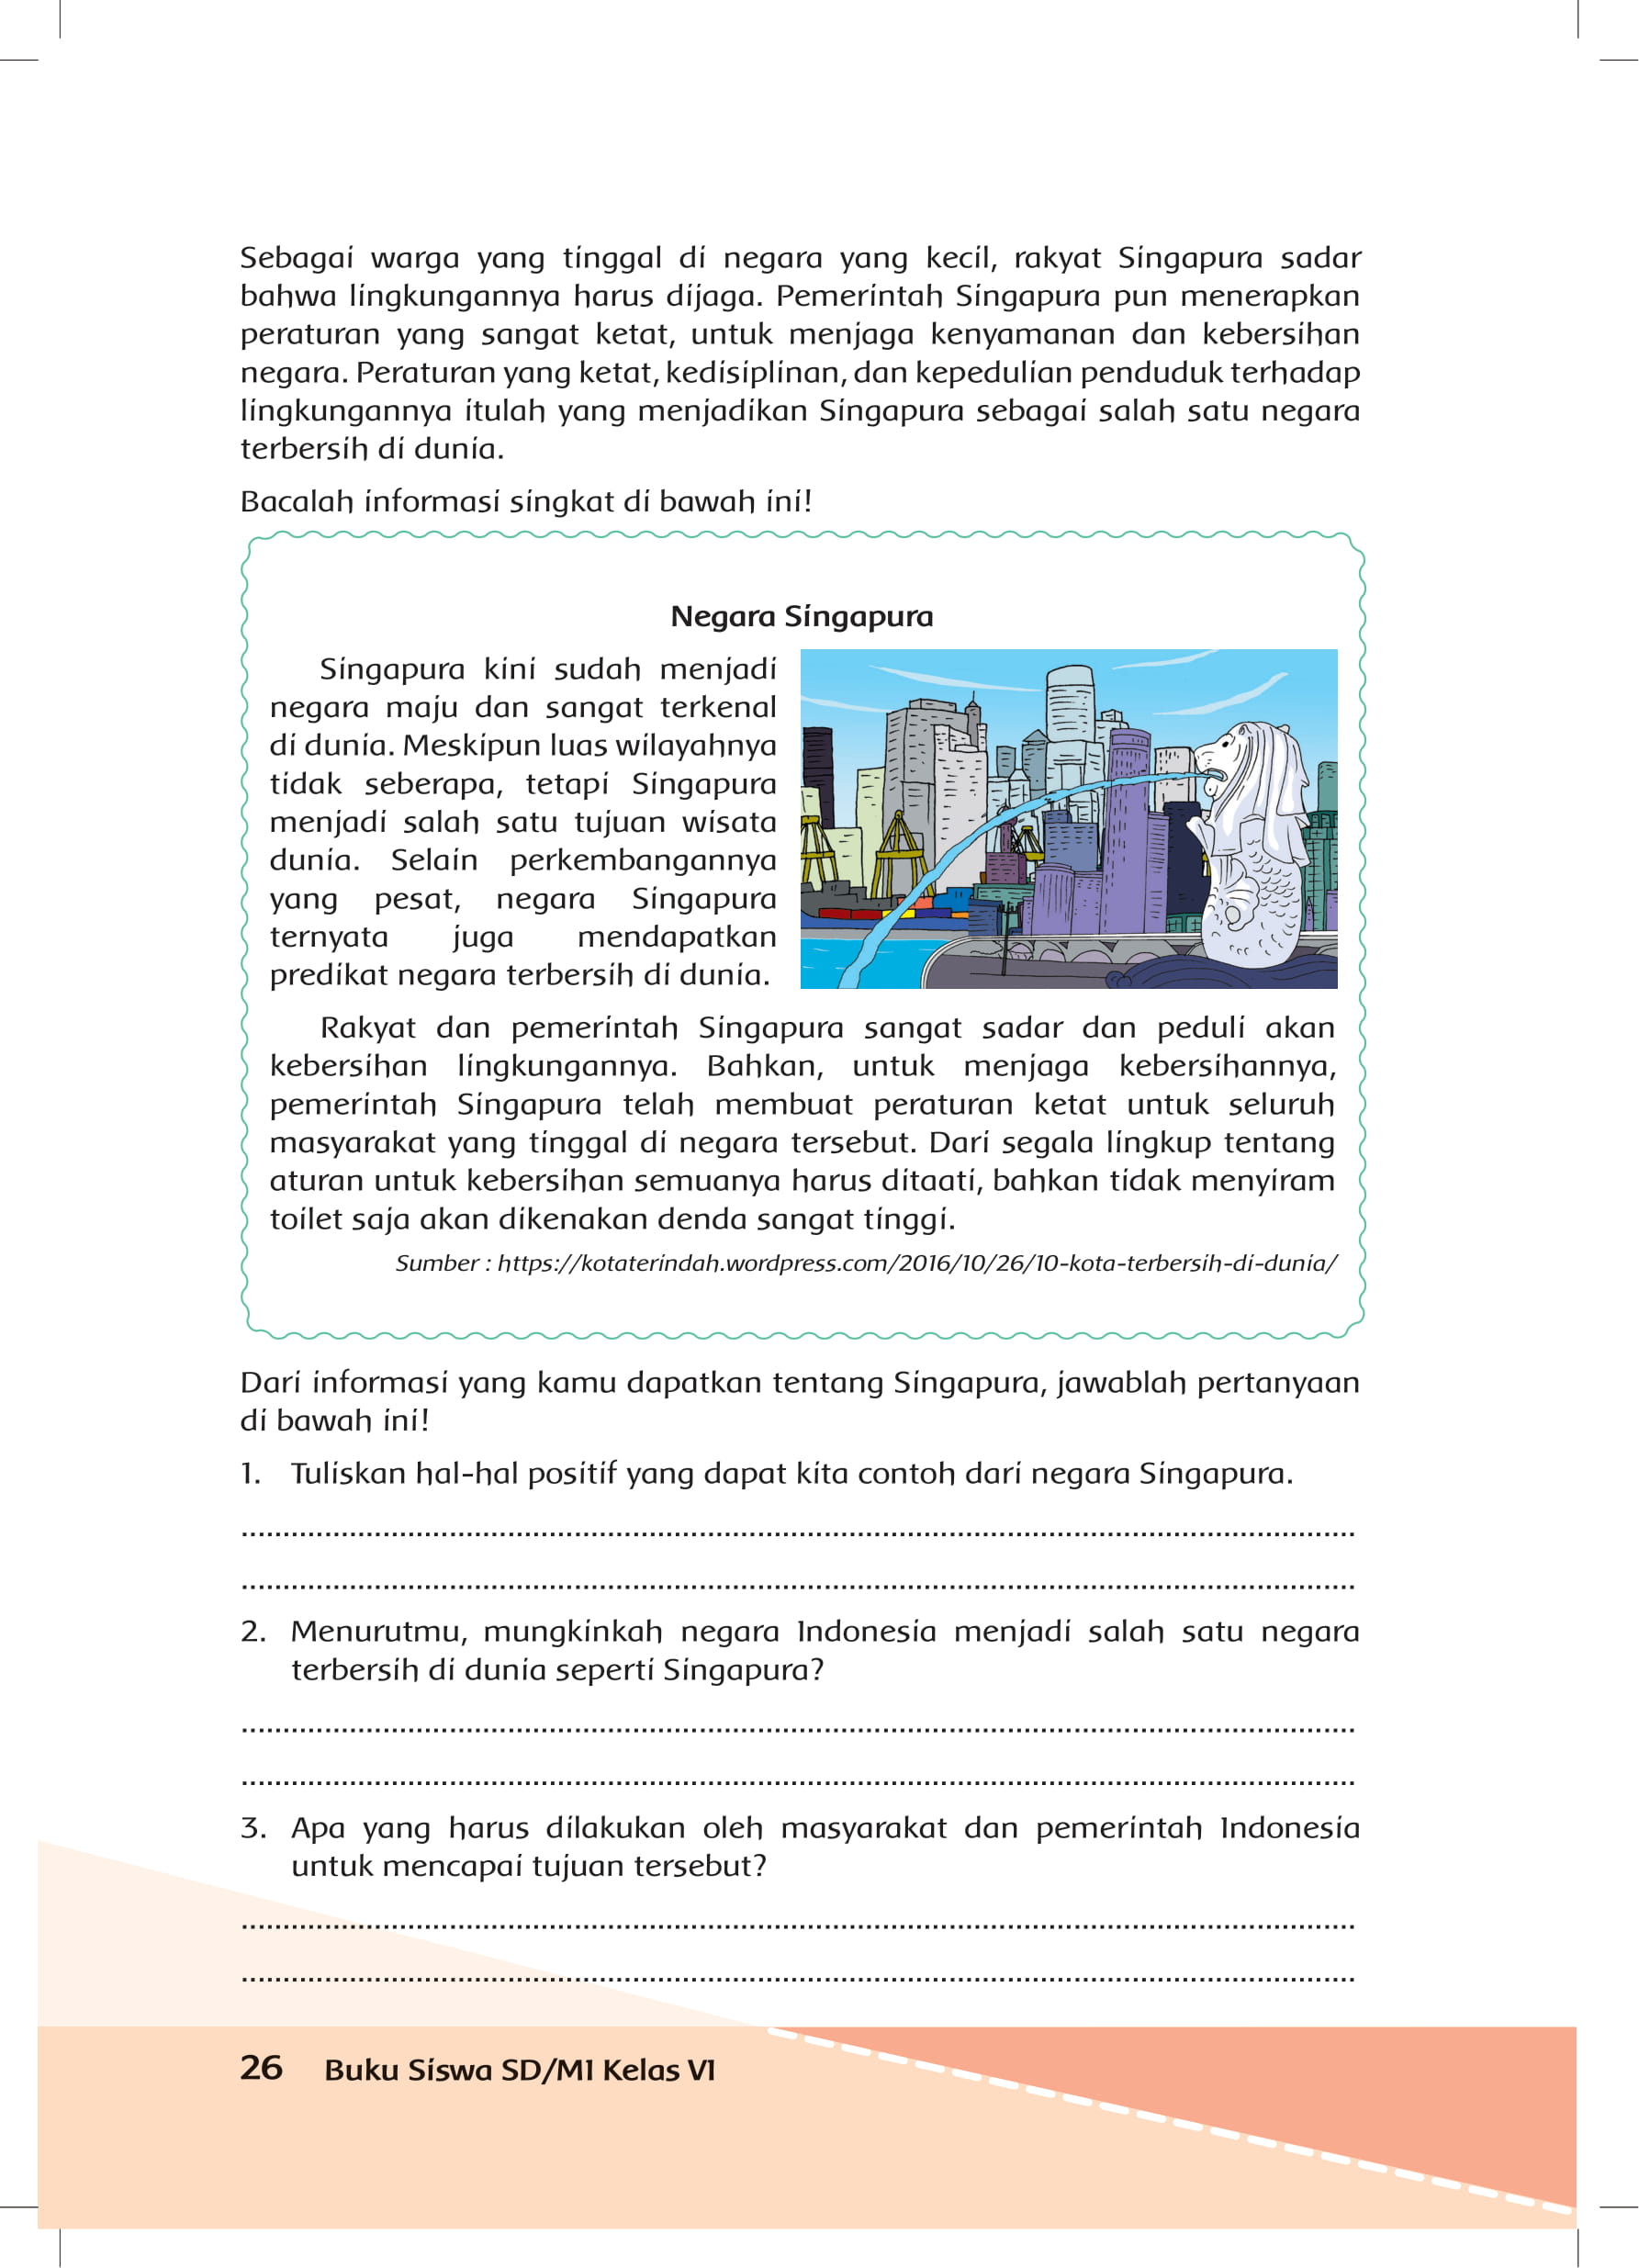 Sebagai warga yang tinggal di negara yang kecil, rakyat Singapura sadar
bahwa lingkungannya harus dijaga. Pemerintah Singapura pun menerapkan
peraturan yang sangat ketat, untuk menjaga kenyamanan dan kebersihan
negara. Peraturan yang ketat, kedisiplinan, dan kepedulian penduduk terhadap
lingkungannya itulah yang menjadikan Singapura sebagai salah satu negara
terbersih di dunia.
Bacalah informasi singkat di bawah ini!
Negara Singapura
Singapura kini sudah menjadi
negara maju dan sangat terkenal
di dunia. Meskipun luas wilayahnya
tidak seberapa, tetapi Singapura
menjadi salah satu tujuan wisata
dunia. Selain perkembangannya
yang pesat, negara Singapura
ternyata juga mendapatkan
predikat negara terbersih di dunia.
Rakyat dan pemerintah Singapura sangat sadar dan peduli akan
kebersihan lingkungannya. Bahkan, untuk menjaga kebersihannya,
pemerintah Singapura telah membuat peraturan ketat untuk seluruh
masyarakat yang tinggal di negara tersebut. Dari segala lingkup tentang
aturan untuk kebersihan semuanya harus ditaati, bahkan tidak menyiram
toilet saja akan dikenakan denda sangat tinggi.
Sumber : https://kotaterindah.wordpress.com/2016/10/26/10-kota-terbersih-di-dunia/
Dari informasi yang kamu dapatkan tentang Singapura, jawablah pertanyaan
di bawah ini!
1. Tuliskan hal-hal positif yang dapat kita contoh dari negara Singapura.
2. Menurutmu, mungkinkah negara Indonesia menjadi salah satu negara
terbersih di dunia seperti Singapura?
3. Apa yang harus dilakukan oleh masyarakat dan pemerintah Indonesia
untuk mencapai tujuan tersebut?
26 Buku Siswa SD/MI Kelas VI